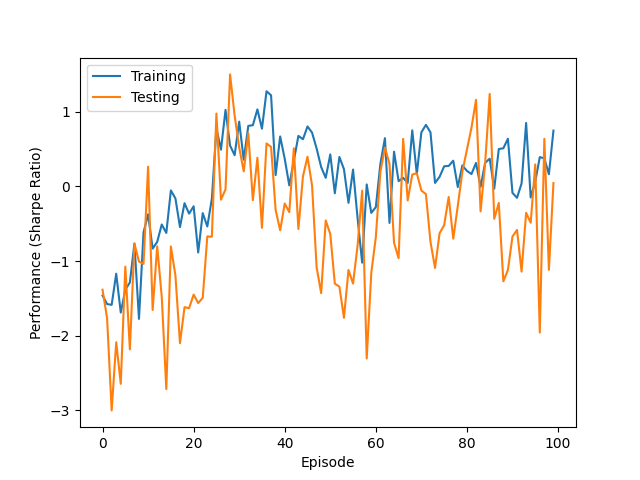 Training
Testing
1
0
−1
−2
−3
Performance (Sharpe Ratio)
0
20
40
60
80
100
Episode